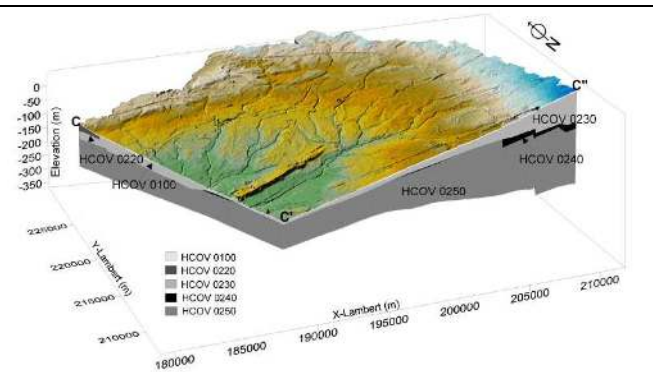 N
0
-50
-100
-150
-200
-250
-300
-350
Elevation (m)
C
C'
C"
HCOV 0220
HCOV 0100
HCOV 0230
HCOV 0240
HCOV 0250
225000
220000
215000
210000
Y-Lambert (m)
HCOV 0100
HCOV 0220
HCOV 0230
HCOV 0240
HCOV 0250
X-Lambert (m)
180000
185000
190000
195000
200000
205000
210000